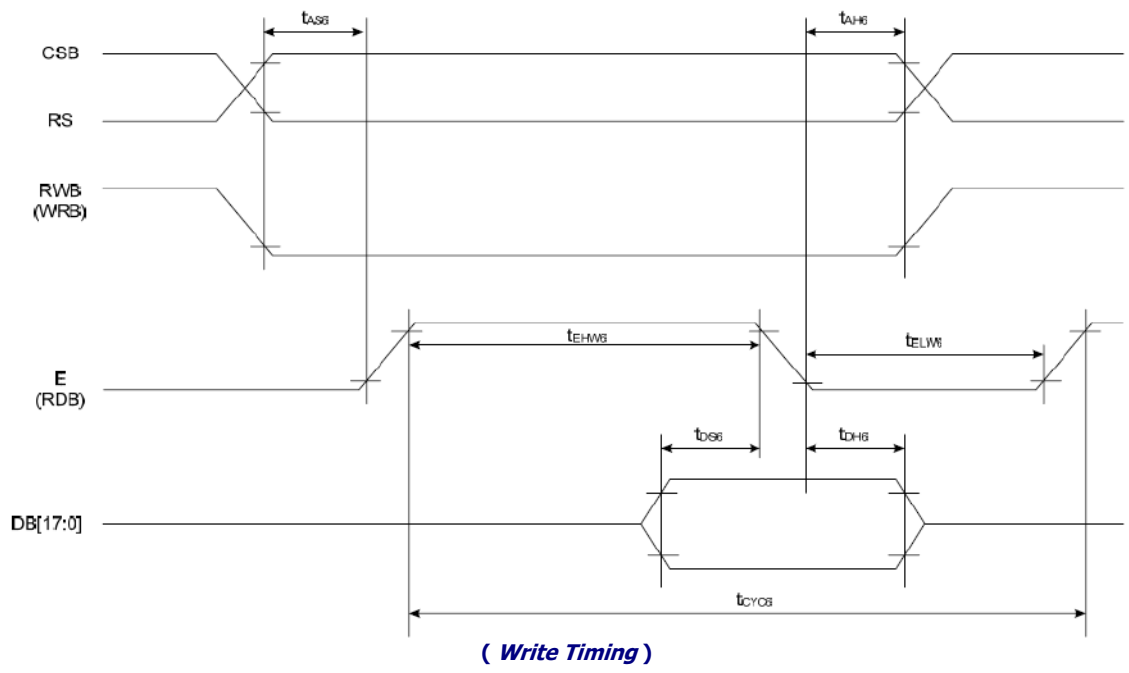 tAS6 tAH6
CSB
RS
RWB
(WRB)
tEHW6 tELW6
E
(RDB)
tDS6 tDH6
DB[17:0]
tCYC6
( Write Timing )